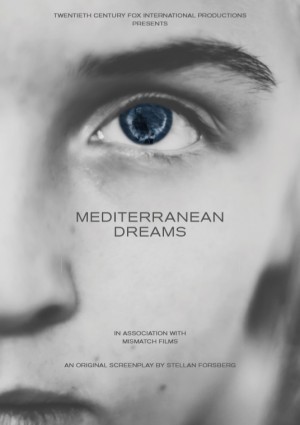 TWENTIETH CENTURY FOX INTERNATIONAL PRODUCTIONS
PRESENTS
MEDITERRANEAN
DREAMS
IN ASSOCIATION WITH
MISMATCH FILMS
AN ORIGINAL SCREENPLAY BY STELLAN FORSBERG